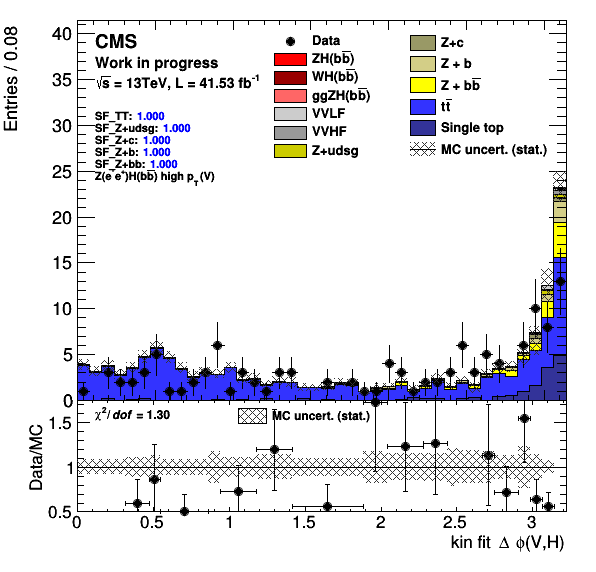 CMS
Work in progress
√s = 13TeV, L = 41.53 fb⁻¹
SF_TT: 1.000
SF_Z+udsg: 1.000
SF_Z+c: 1.000
SF_Z+b: 1.000
SF_Z+bb: 1.000
Z(e⁻e⁺)H(bb̅) high p_T(V)
Data
ZH(bb̅)
WH(bb̅)
ggZH(bb̅)
VVLF
VVHF
Z+udsg
Z+c
Z + b
Z + bb̅
tt̅
Single top
MC uncert. (stat.)
Entries / 0.08
40
35
30
25
20
15
10
5
0
χ²/dof = 1.30
MC uncert. (stat.)
Data/MC
1.5
1
0.5
0 0.5 1 1.5 2 2.5 3
kin fit Δ ϕ(V,H)